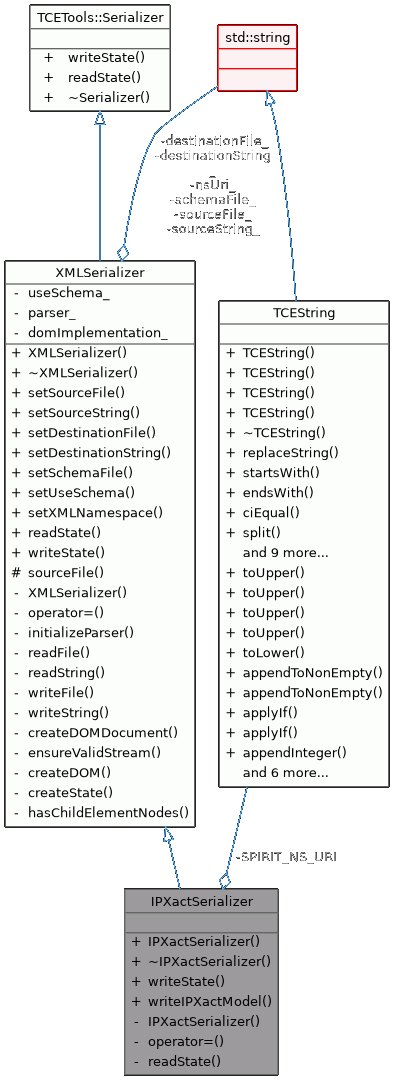 TCETools::Serializer
+ writeState()
+ readState()
+ ~Serializer()
std::string
-destinationFile_
-destinationString_
-nsUri_
-schemaFile_
-sourceFile_
-sourceString_
XMLSerializer
- useSchema_
- parser_
- domImplementation_
+ XMLSerializer()
+ ~XMLSerializer()
+ setSourceFile()
+ setSourceString()
+ setDestinationFile()
+ setDestinationString()
+ setSchemaFile()
+ setUseSchema()
+ setXMLNamespace()
+ readState()
+ writeState()
# sourceFile()
- XMLSerializer()
- operator=()
- initializeParser()
- readFile()
- readString()
- writeFile()
- writeString()
- createDOMDocument()
- ensureValidStream()
- createDOM()
- createState()
- hasChildElementNodes()
TCEString
+ TCEString()
+ TCEString()
+ TCEString()
+ TCEString()
+ ~TCEString()
+ replaceString()
+ startsWith()
+ endsWith()
+ ciEqual()
+ split()
and 9 more...
+ toUpper()
+ toUpper()
+ toUpper()
+ toUpper()
+ toLower()
+ appendToNonEmpty()
+ appendToNonEmpty()
+ applyIf()
+ applyIf()
+ appendInteger()
and 6 more...
-SPIRIT_NS_URI
IPXactSerializer
+ IPXactSerializer()
+ ~IPXactSerializer()
+ writeState()
+ writeIPXactModel()
- IPXactSerializer()
- operator=()
- readState()